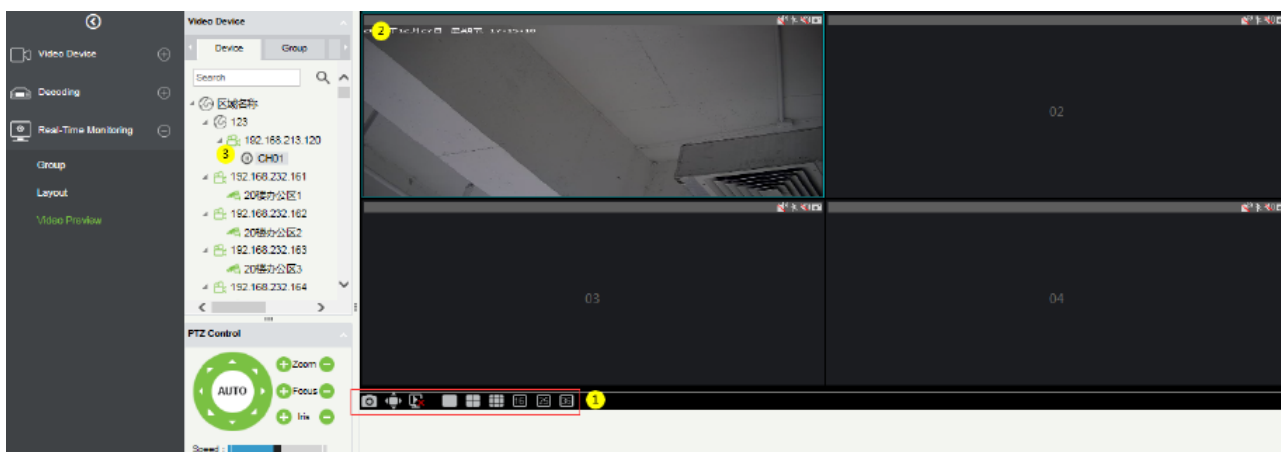 Video Device
Decoding
Real-Time Monitoring
Group
Layout
Video Preview
Video Device
Device
Group
Search
区域名称
123
192.168.213.120
3
CH01
192.168.232.161
20楼办公区1
192.168.232.162
20楼办公区2
192.168.232.163
20楼办公区3
192.168.232.164
PTZ Control
AUTO
Zoom
Focus
Iris
Speed :
2
02
03
04
16
25
36
1